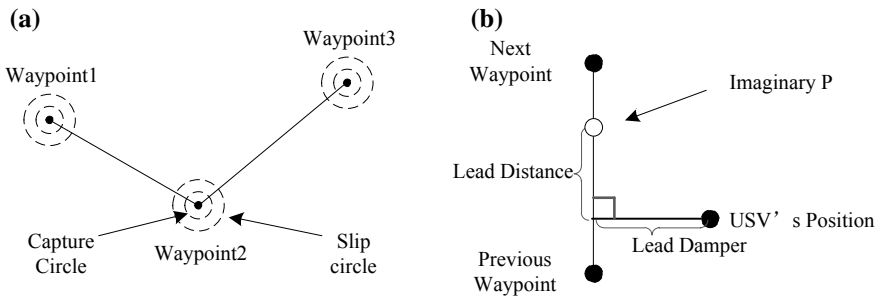 (a)
Waypoint3
Waypoint1
Capture
Circle
Waypoint2
Slip
circle
(b)
Next
Waypoint
Imaginary P
Lead Distance
USV’s Position
Lead Damper
Previous
Waypoint